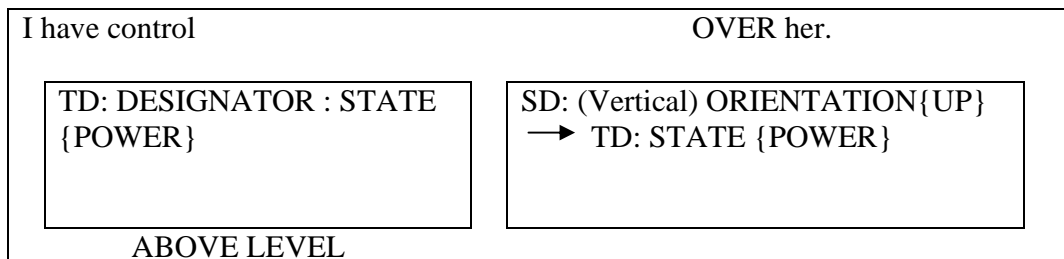 I have control OVER her.
TD: DESIGNATOR : STATE
{POWER}
SD: (Vertical) ORIENTATION{UP}
→ TD: STATE {POWER}
ABOVE LEVEL